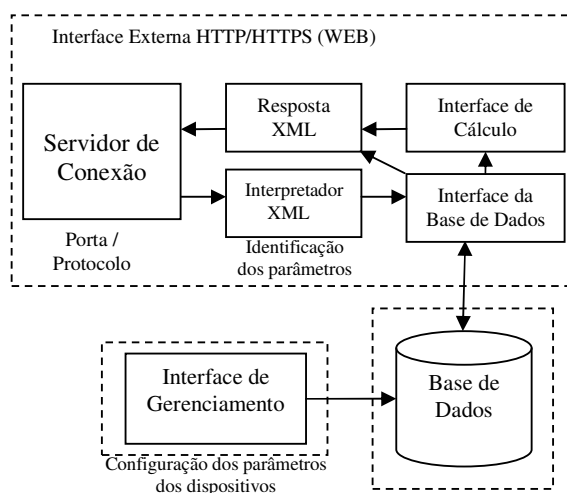 Interface Externa HTTP/HTTPS (WEB)
Servidor de
Conexão
Porta /
Protocolo
Resposta
XML
Interface de
Cálculo
Interpretador
XML
Identificação
dos parâmetros
Interface da
Base de Dados
Interface de
Gerenciamento
Configuração dos parâmetros
dos dispositivos
Base de
Dados